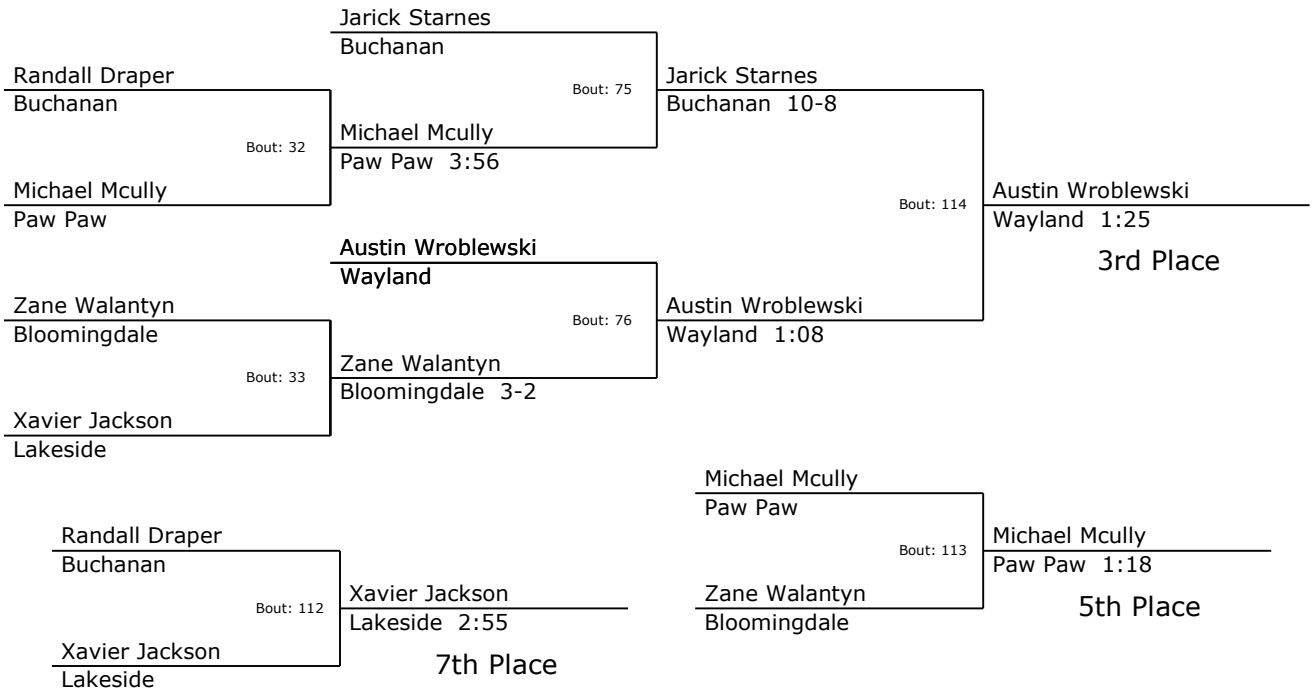 Jarick Starnes
Buchanan
Randall Draper
Buchanan
Bout: 75
Jarick Starnes
Buchanan 10-8
Bout: 32
Michael Mcully
Paw Paw 3:56
Michael Mcully
Paw Paw
Bout: 114
Austin Wroblewski
Wayland 1:25
3rd Place
Austin Wroblewski
Wayland
Zane Walantyn
Bloomingdale
Bout: 76
Austin Wroblewski
Wayland 1:08
Bout: 33
Zane Walantyn
Bloomingdale 3-2
Xavier Jackson
Lakeside
Michael Mcully
Paw Paw
Randall Draper
Buchanan
Bout: 113
Michael Mcully
Paw Paw 1:18
5th Place
Bout: 112
Xavier Jackson
Lakeside 2:55
7th Place
Zane Walantyn
Bloomingdale
Xavier Jackson
Lakeside